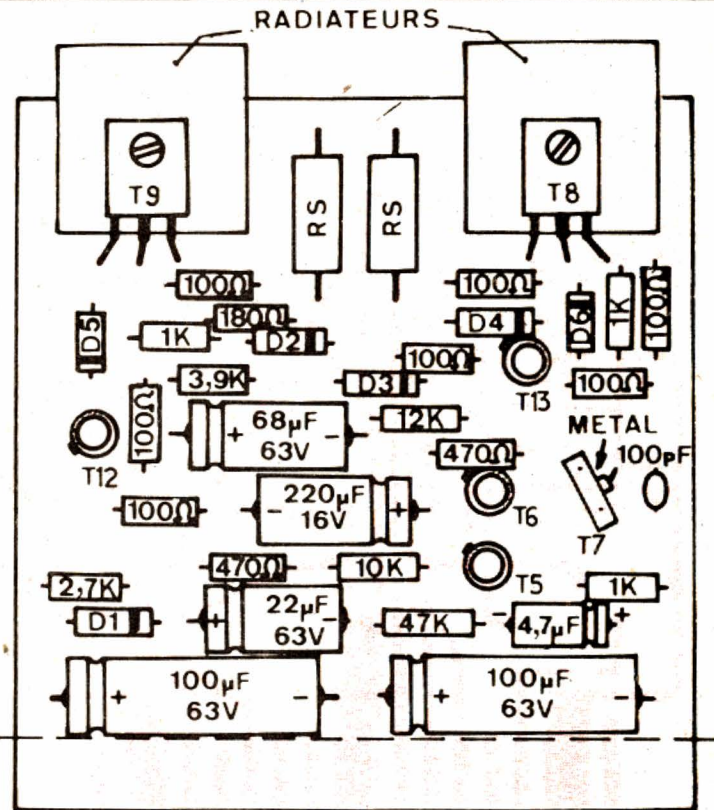 RADIATEURS
T9
RS
RS
T8
100Ω
100Ω
180Ω
D5
1K
D2
D4
D6
1K
100Ω
100Ω
3,9K
D3
100Ω
T13
100Ω
68µF
63V
+
-
12K
METAL
100pF
T12
470Ω
220µF
16V
-
+
100Ω
T6
T7
470Ω
10K
T5
2,7K
1K
D1
22µF
63V
+
-
47K
-
4,7µF
+
100µF
63V
+
-
100µF
63V
+
-